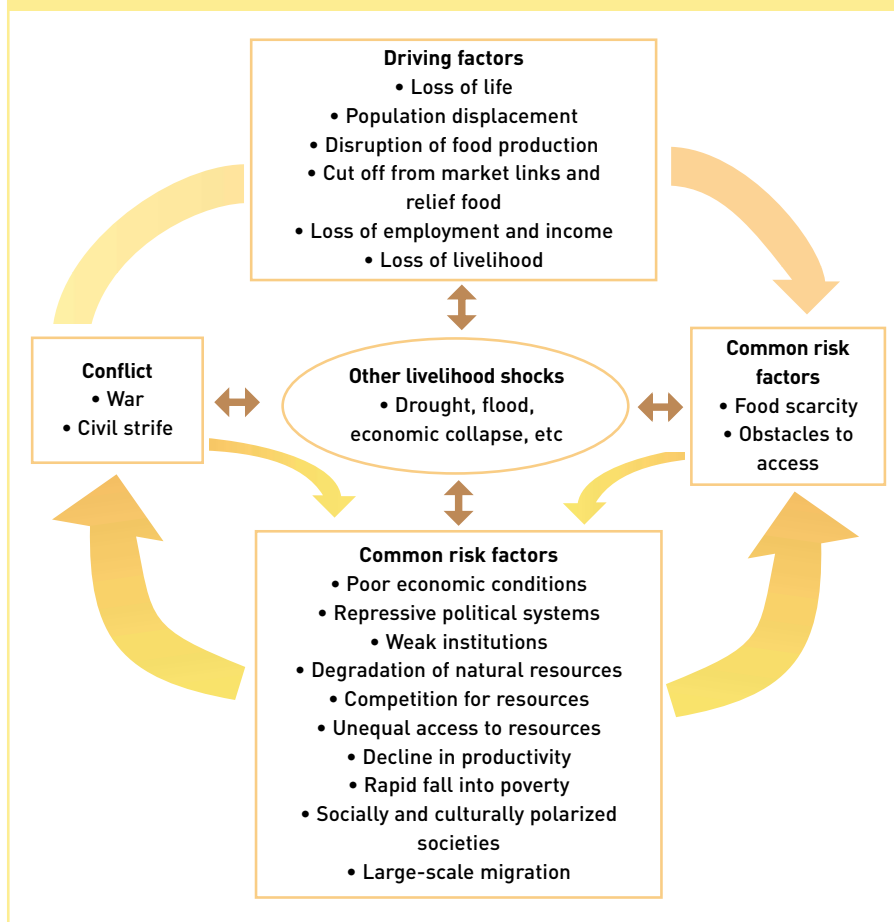 Driving factors
• Loss of life
• Population displacement
• Disruption of food production
• Cut off from market links and
relief food
• Loss of employment and income
• Loss of livelihood
Conflict
• War
• Civil strife
Other livelihood shocks
• Drought, flood,
economic collapse, etc
Common risk
factors
• Food scarcity
• Obstacles to
access
Common risk factors
• Poor economic conditions
• Repressive political systems
• Weak institutions
• Degradation of natural resources
• Competition for resources
• Unequal access to resources
• Decline in productivity
• Rapid fall into poverty
• Socially and culturally polarized
societies
• Large-scale migration